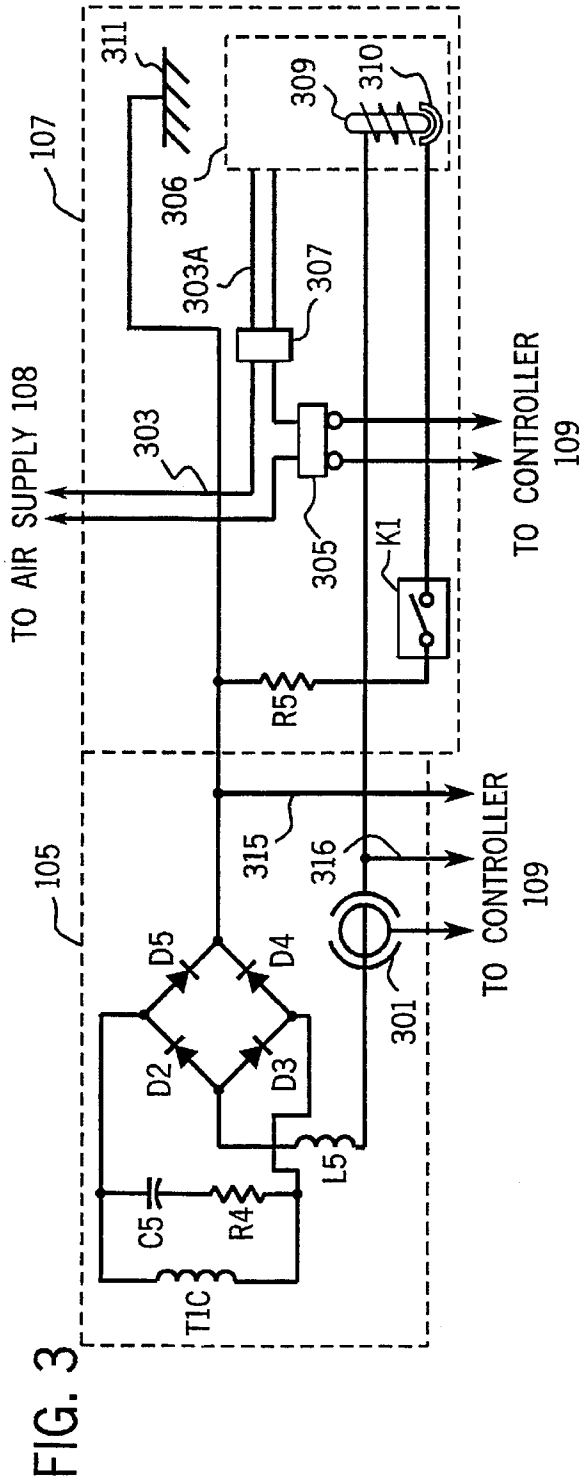 FIG. 3
105
107
T1C
C5
R4
D2
D5
D3
D4
L5
301
315
316
TO CONTROLLER
109
TO AIR SUPPLY 108
303
303A
305
307
R5
K1
TO CONTROLLER
109
306
309
310
311